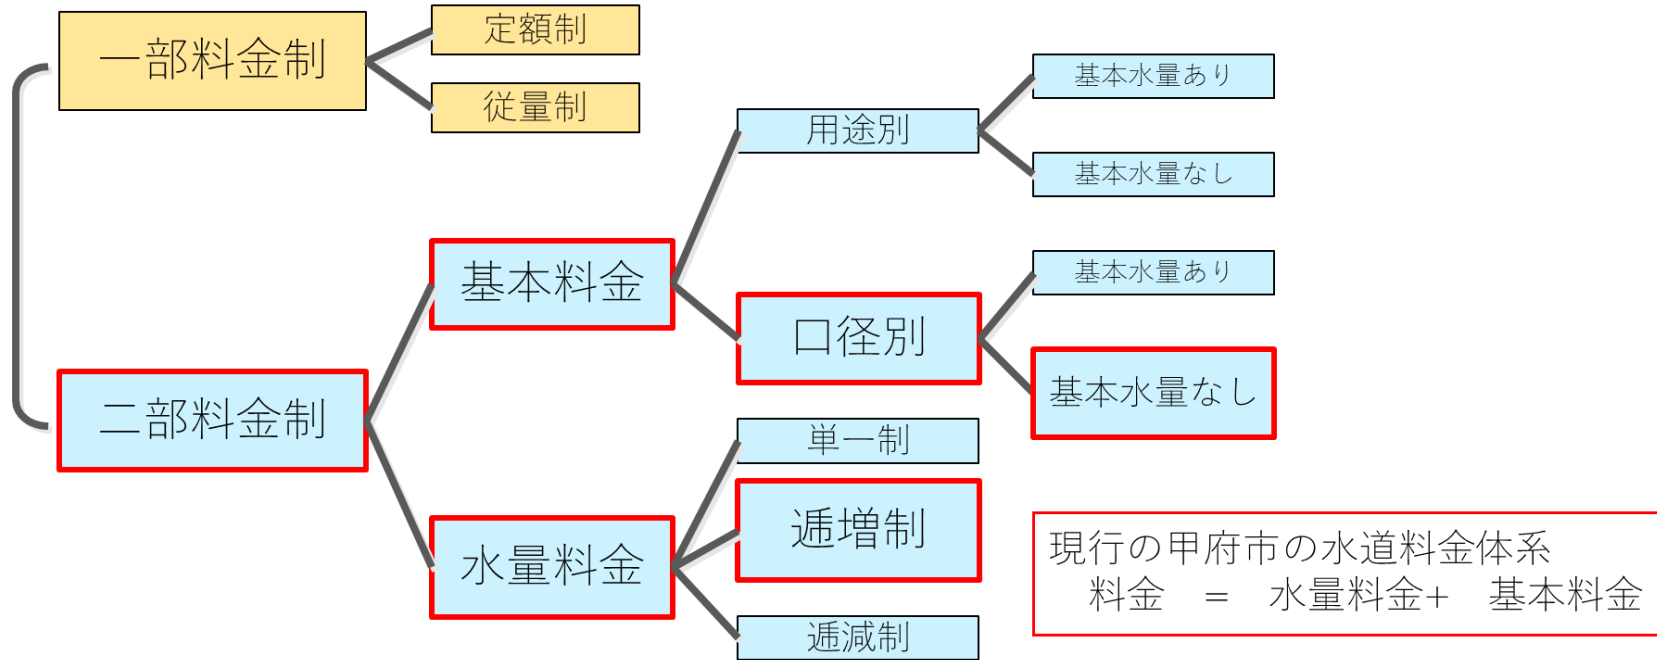 一部料金制
定額制
従量制
二部料金制
基本料金
用途別
基本水量あり
基本水量なし
口径別
基本水量あり
基本水量なし
水量料金
単一制
逓増制
逓減制
現行の甲府市の水道料金体系
料金 = 水量料金+ 基本料金